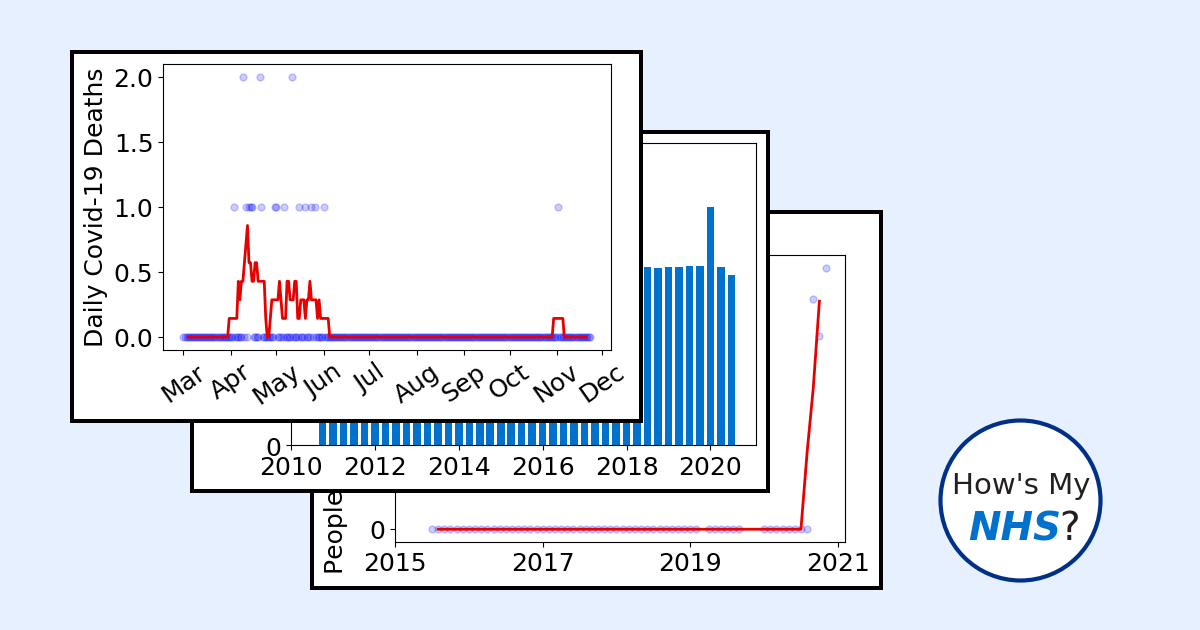 Daily Covid-19 Deaths
2.0
1.5
1.0
0.5
0.0
Mar Apr May Jun Jul Aug Sep Oct Nov Dec
0
2010 2012 2014 2016 2018 2020
People
0
2015 2017 2019 2021
How's My
NHS?